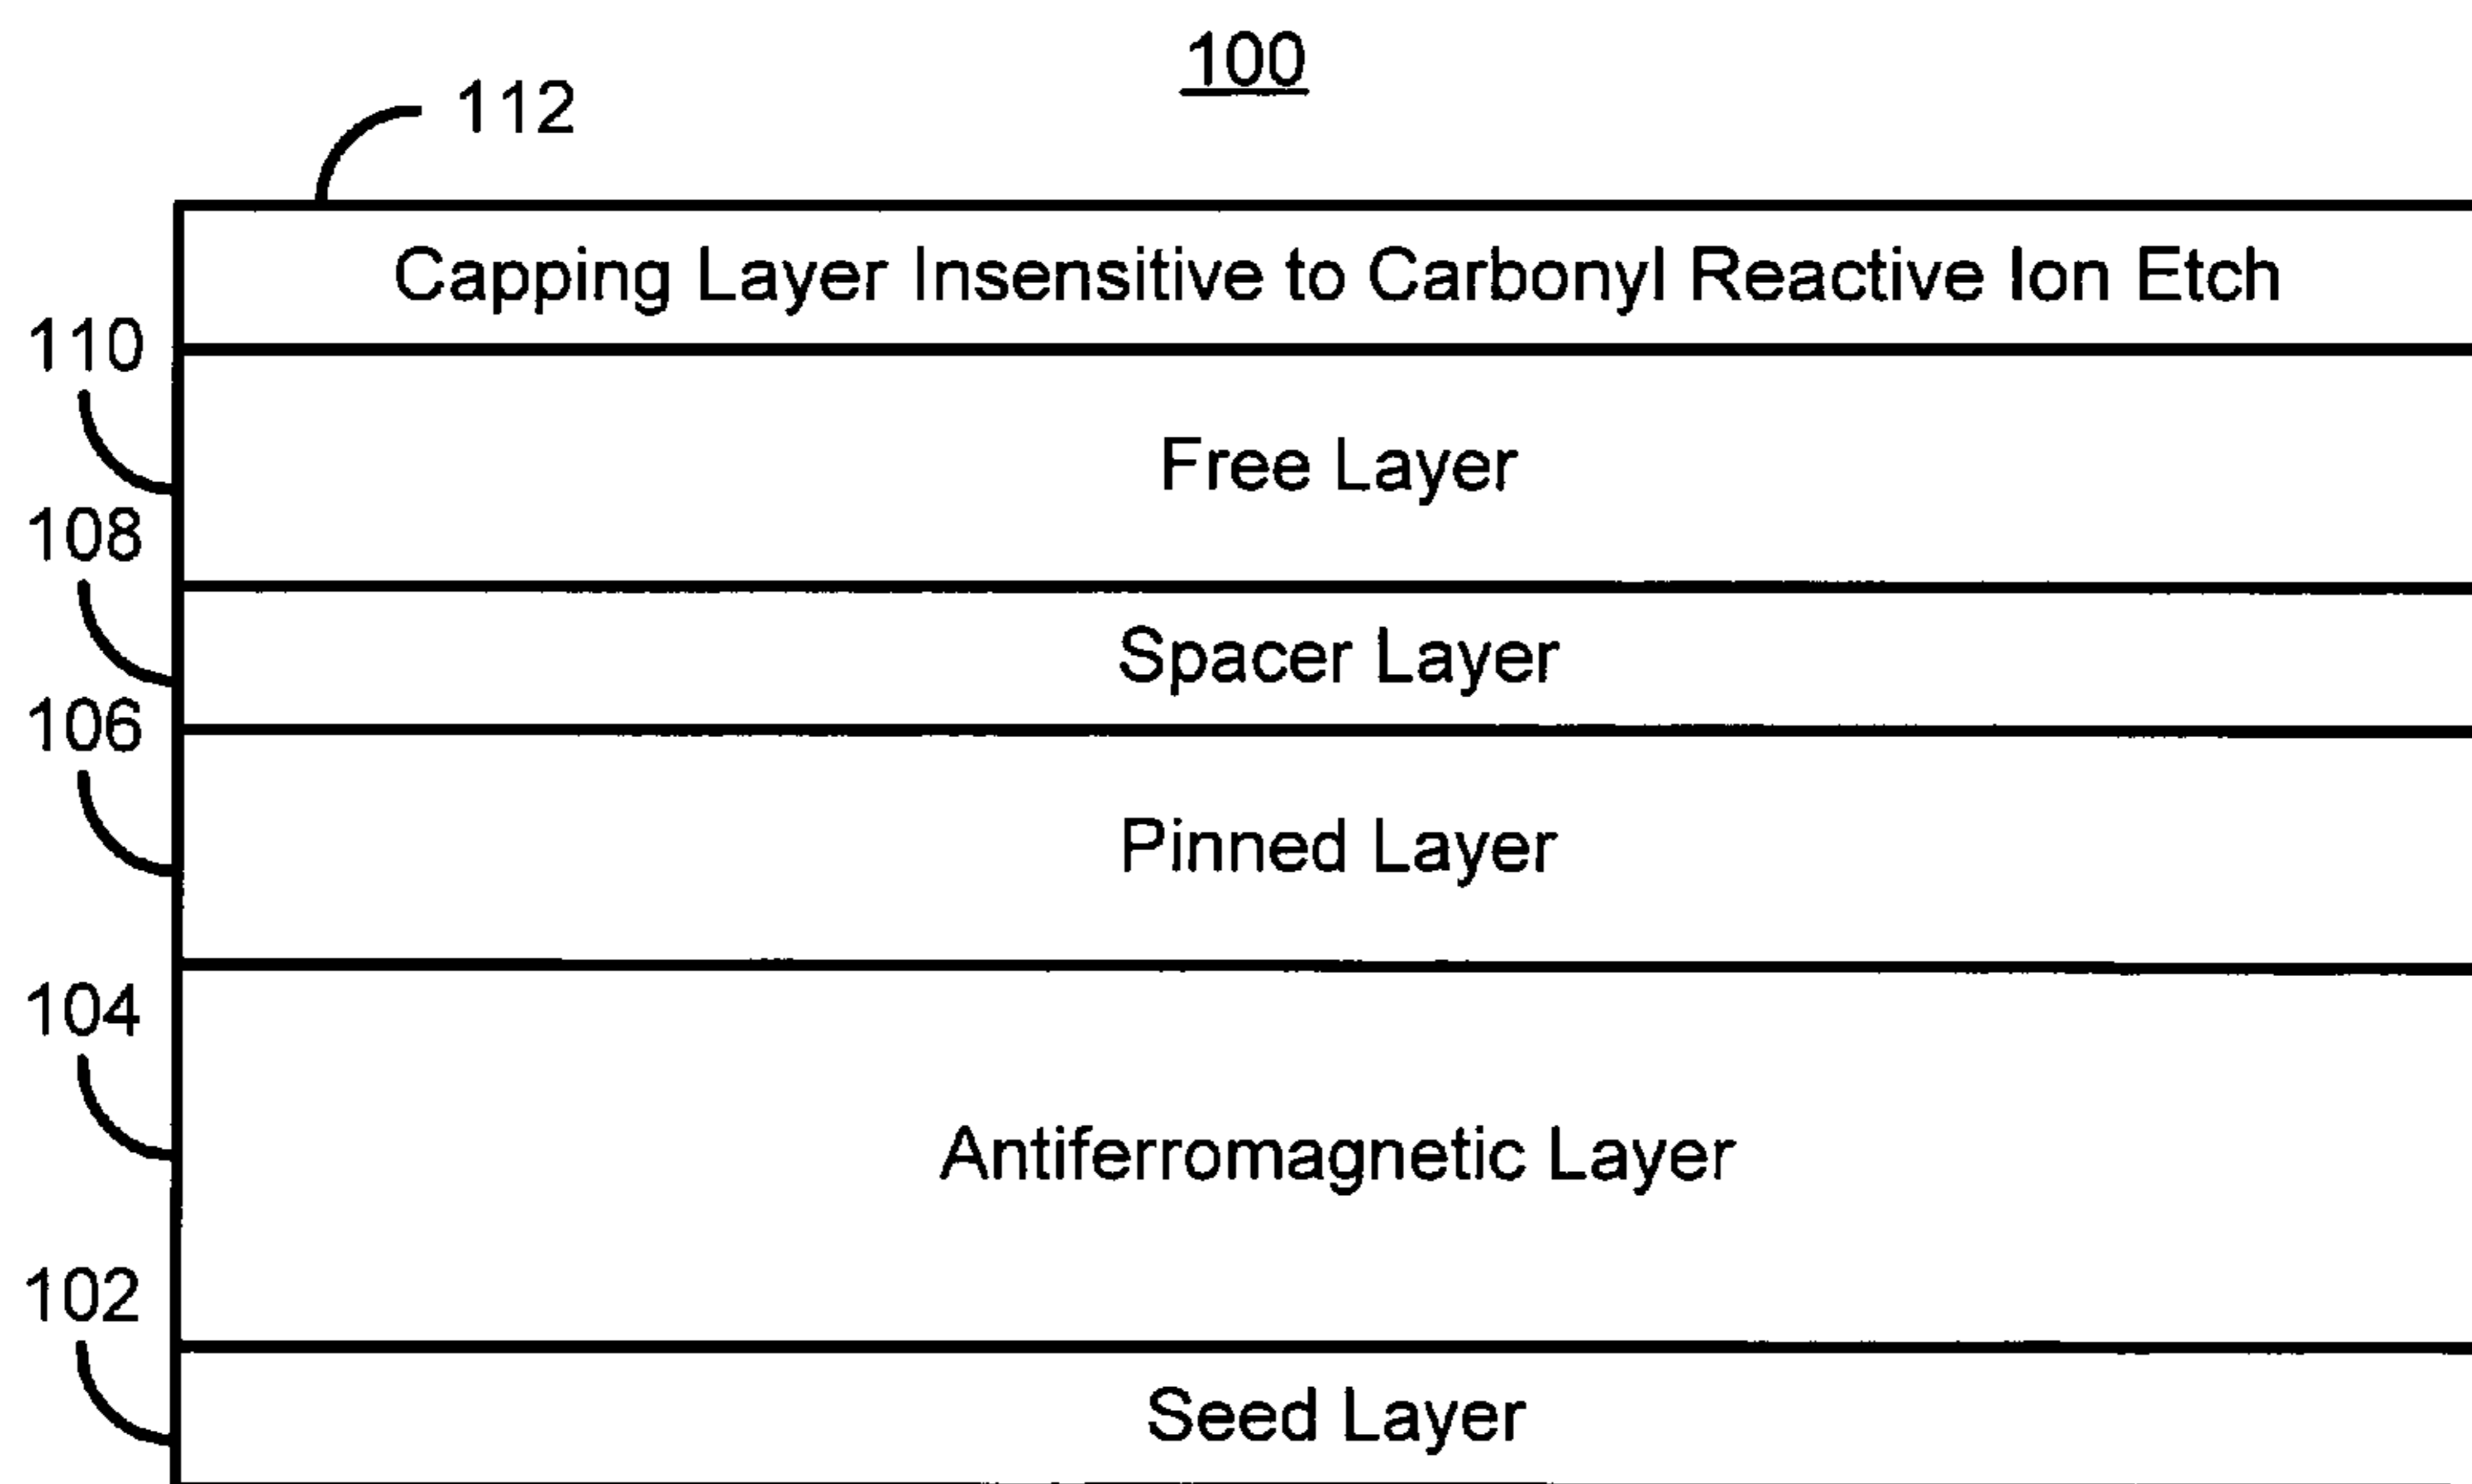 100
112
Capping Layer Insensitive to Carbonyl Reactive Ion Etch
110
Free Layer
108
Spacer Layer
106
Pinned Layer
104
Antiferromagnetic Layer
102
Seed Layer